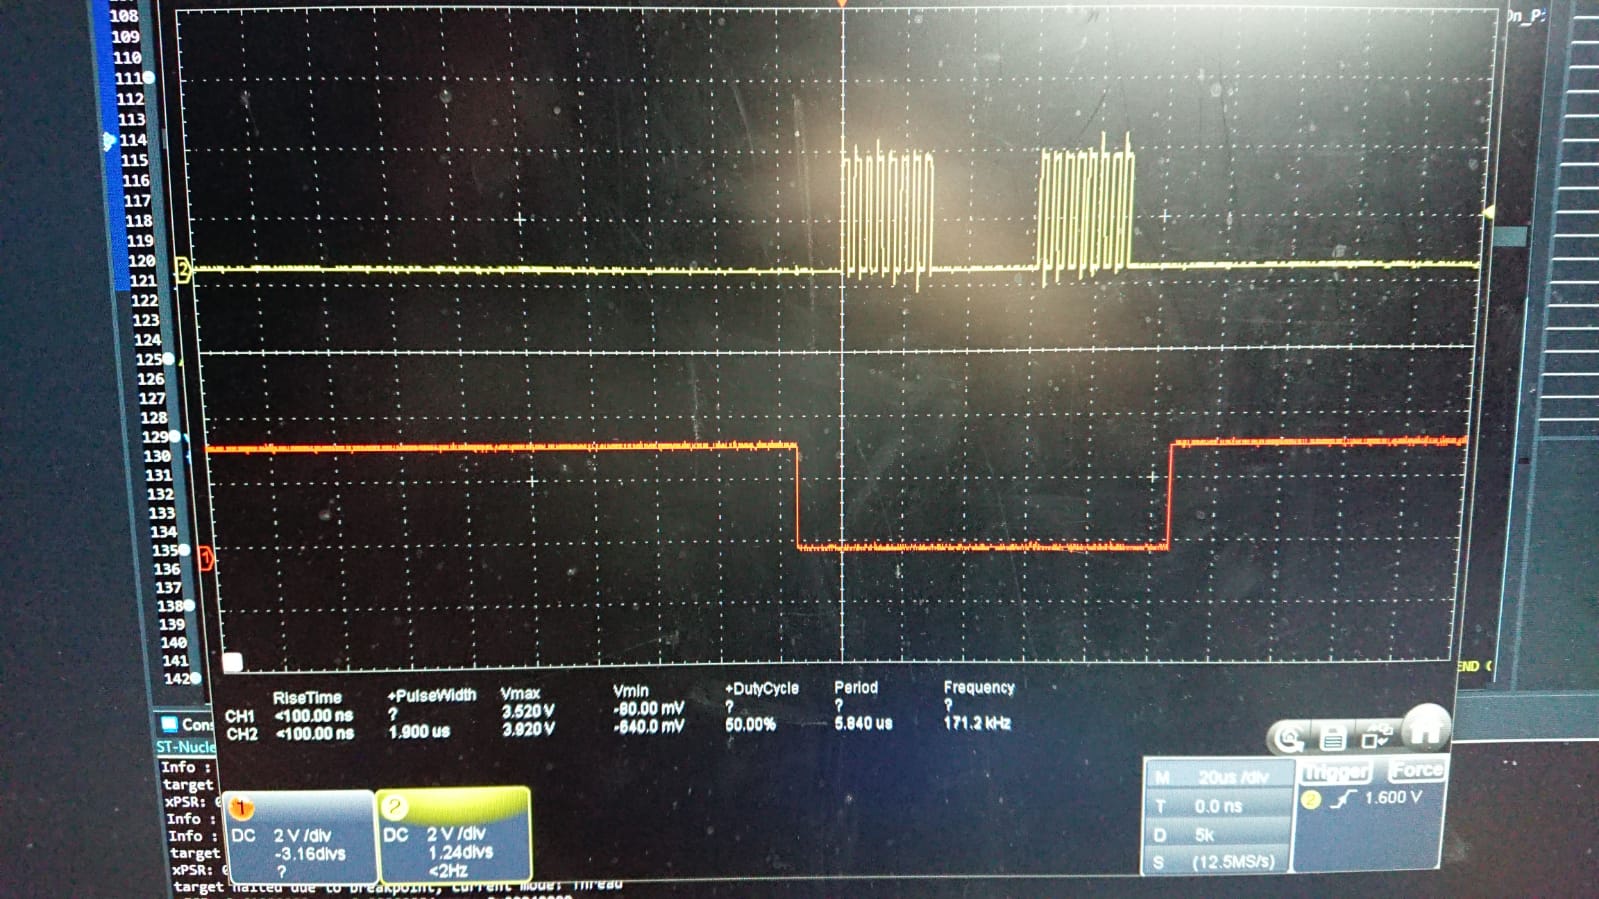 108
109
110
111
112
113
114
115
116
117
118
119
120
121
122
123
124
125
126
127
128
129
130
131
132
133
134
135
136
137
138
139
140
141
142
2
1
END
RiseTime +PulseWidth Vmax Vmin +DutyCycle Period Frequency
CH1 <100.00 ns ? 3.520 V -80.00 mV ? ? ?
CH2 <100.00 ns 1.900 us 3.920 V -640.0 mV 50.00% 5.840 us 171.2 kHz
Cons
ST-Nucle
Info :
target
xPSR: 0
Info :
Info :
target
xPSR: 0
target halted due to breakpoint, current mode: Thread
1
DC 2 V /div
-3.16divs
?
2
DC 2 V /div
1.24divs
<2Hz
M 20us /div
T 0.0 ns
D 5k
S (12.5MS/s)
Trigger Force
2 1.600 V